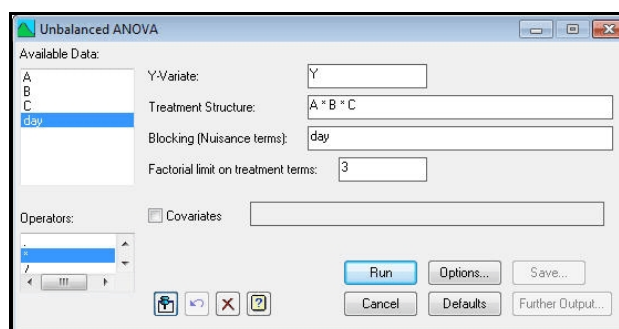 Unbalanced ANOVA
Available Data:
A
B
C
day
Y-Variate: Y
Treatment Structure: A * B * C
Blocking (Nuisance terms): day
Factorial limit on treatment terms: 3
Operators:
.
*
/
Covariates
Run Options... Save...
Cancel Defaults Further Output...